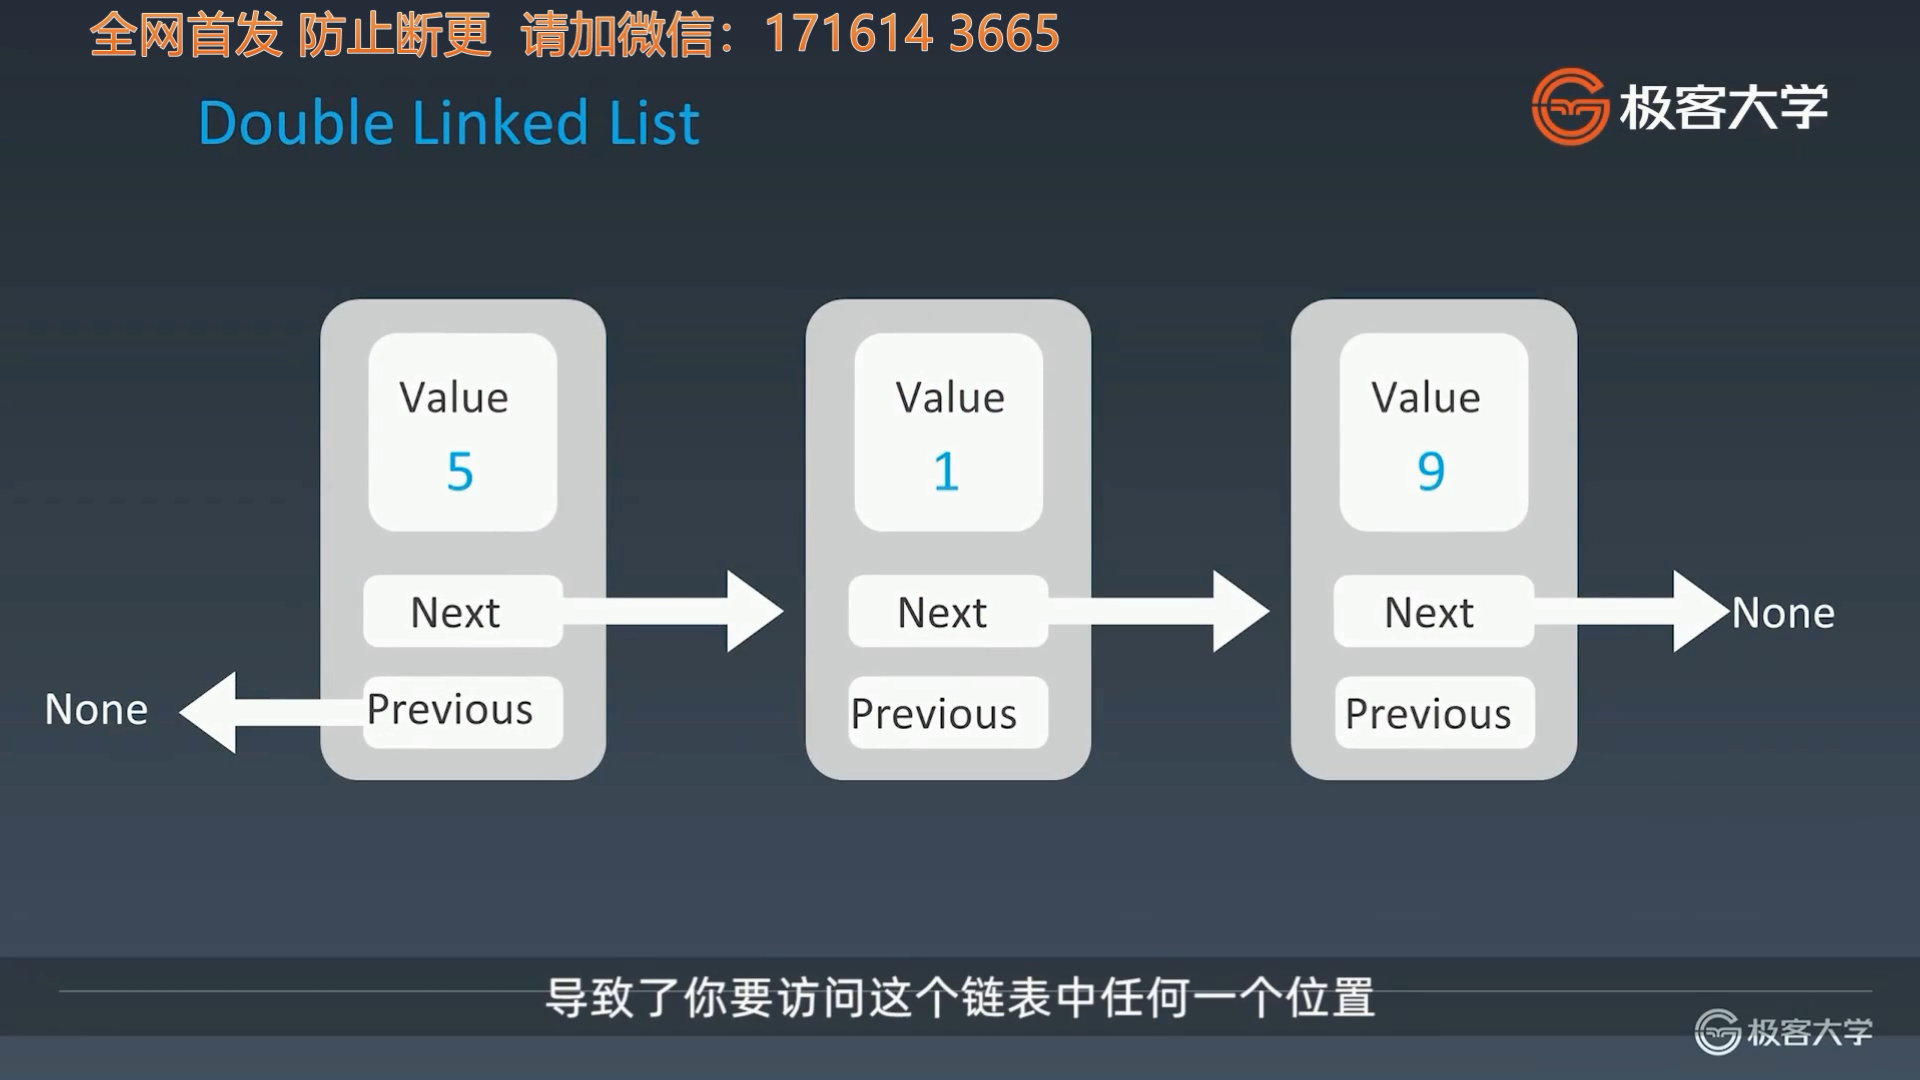 全网首发 防止断更 请加微信：171614 3665
极客大学
Double Linked List
Value
5
Value
1
Value
9
Next
Next
Next
None
None
Previous
Previous
Previous
导致了你要访问这个链表中任何一个位置
极客大学